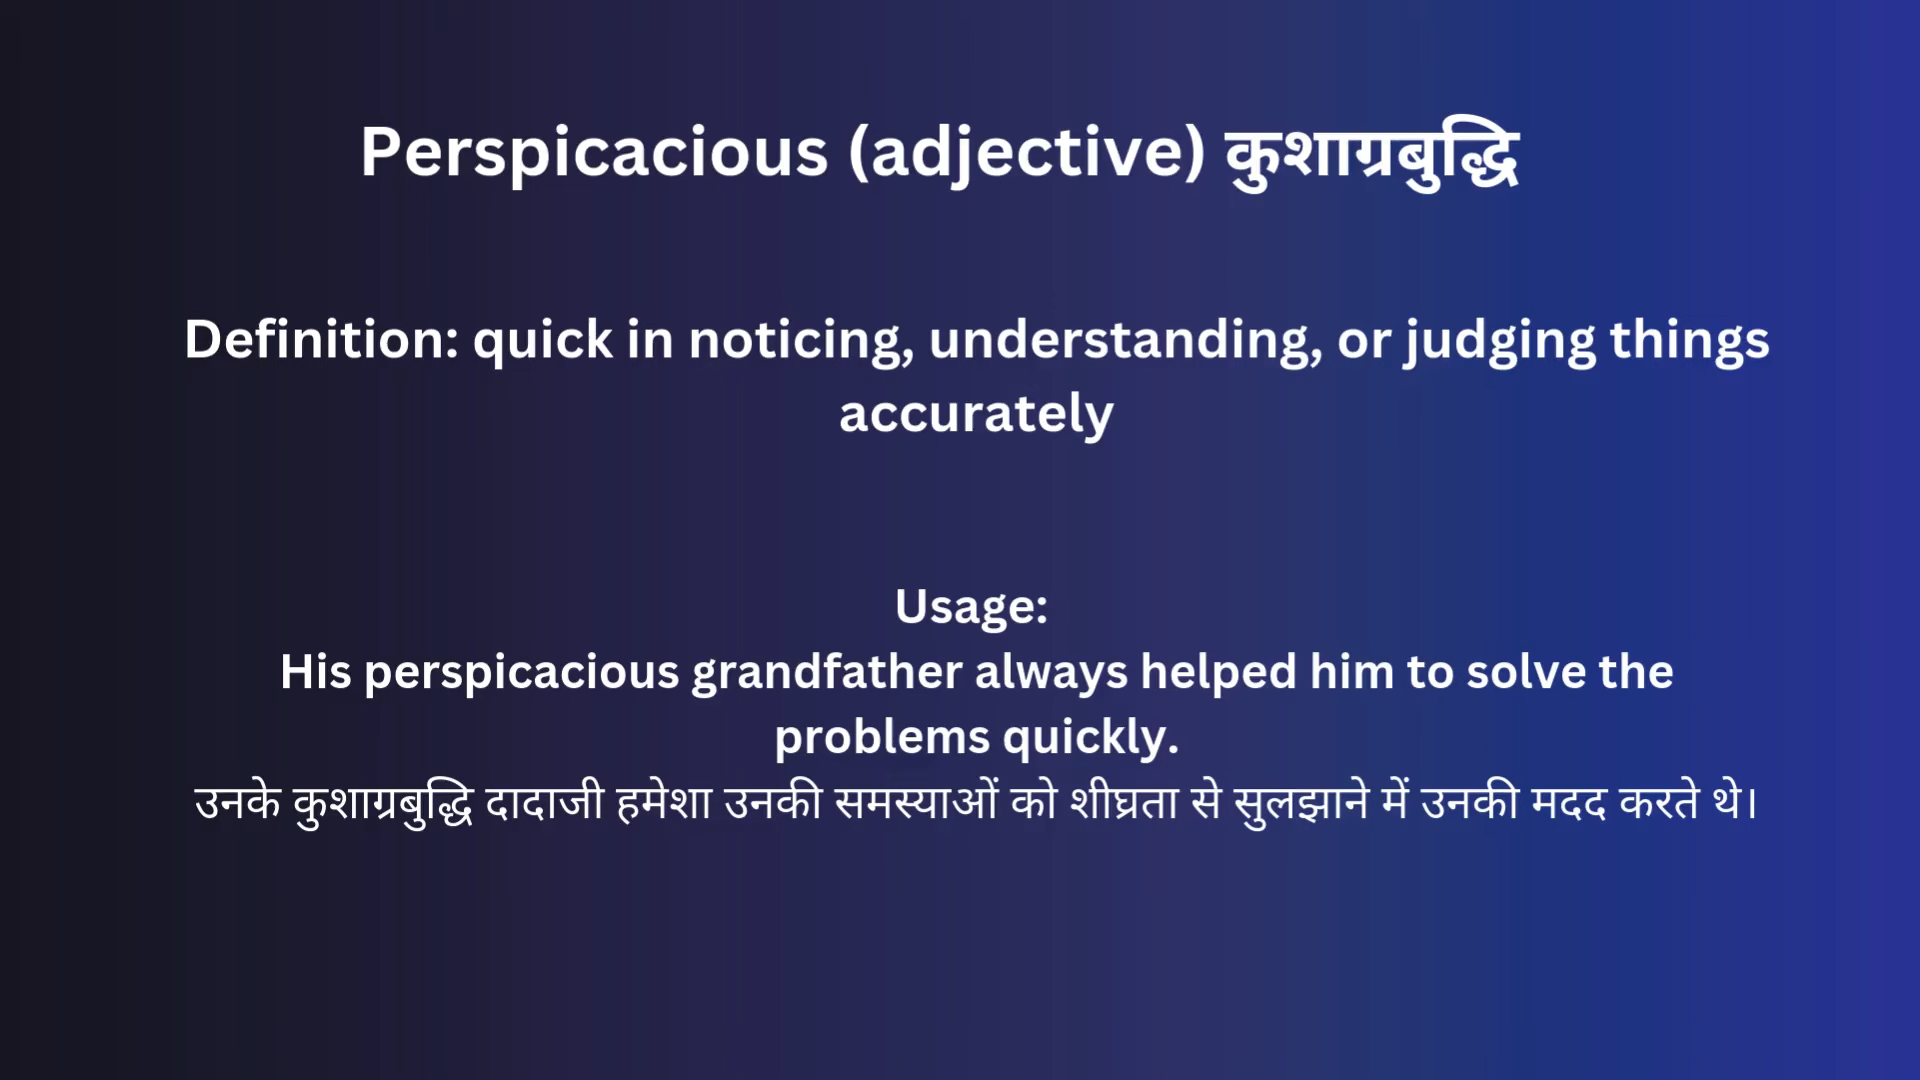 Perspicacious (adjective) कुशाग्रबुद्धि
Definition: quick in noticing, understanding, or judging things
accurately
Usage:
His perspicacious grandfather always helped him to solve the
problems quickly.
उनके कुशाग्रबुद्धि दादाजी हमेशा उनकी समस्याओं को शीघ्रता से सुलझाने में उनकी मदद करते थे।